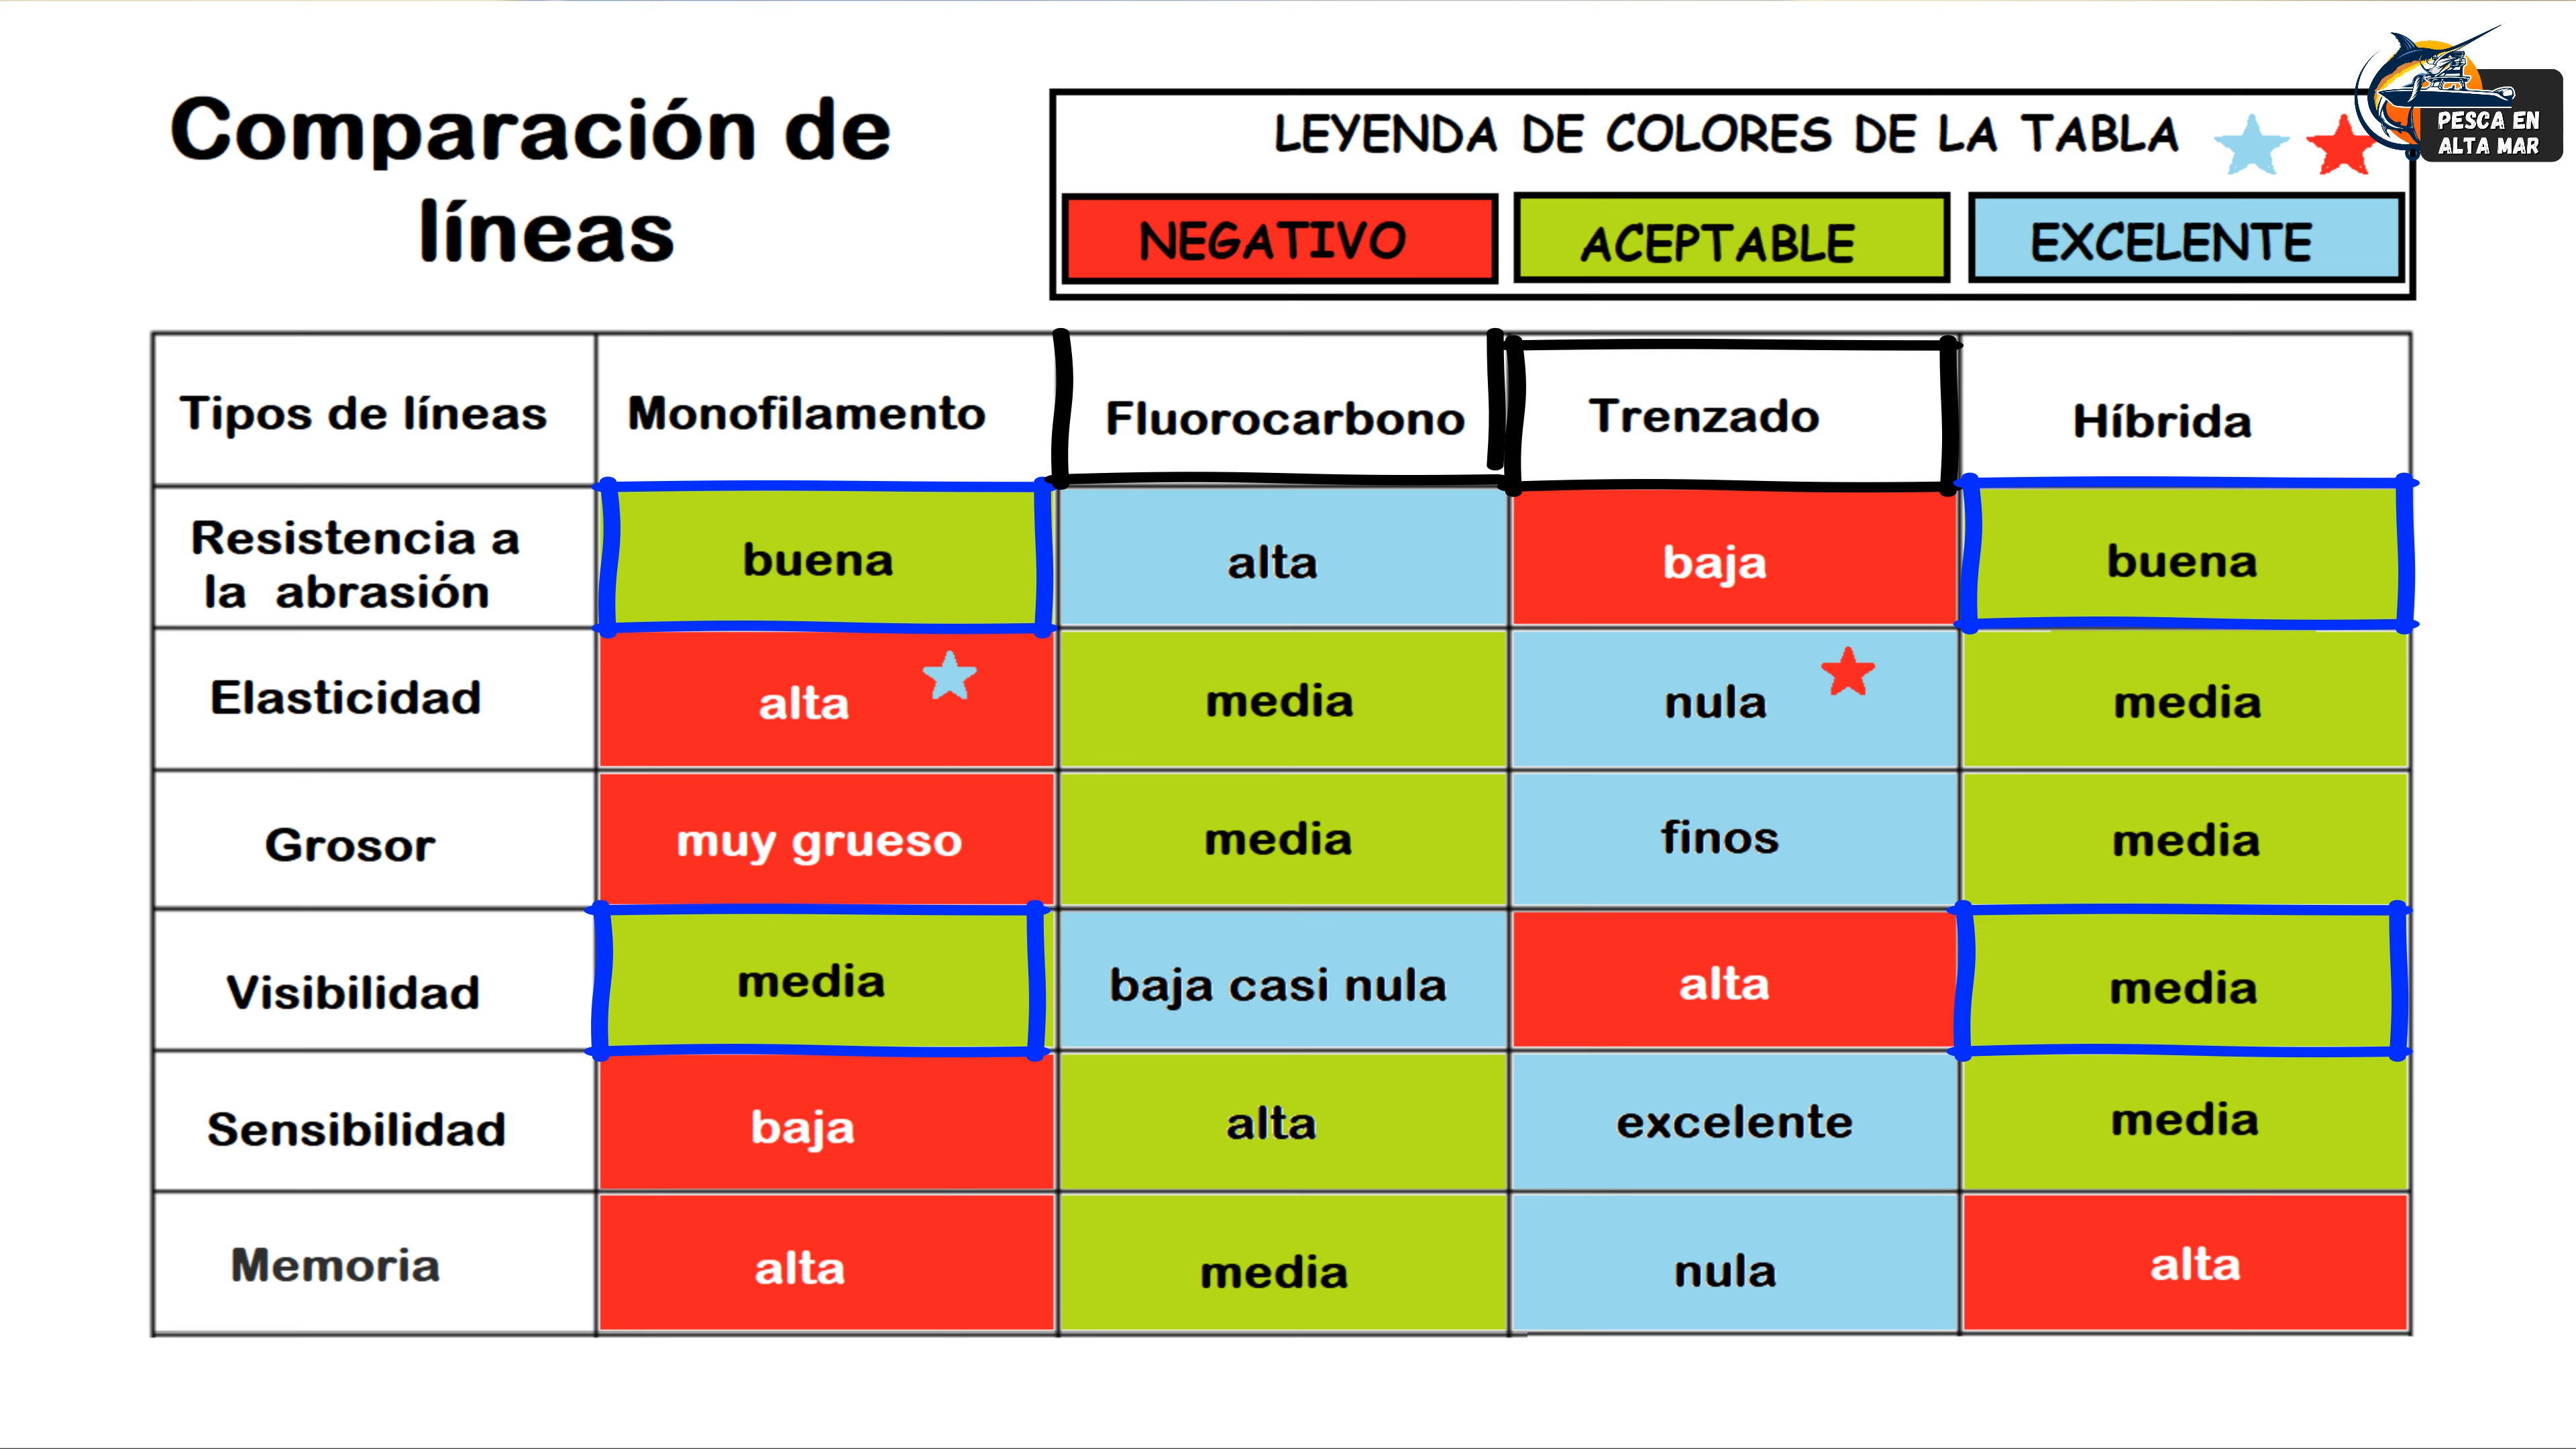 Comparación de
líneas
LEYENDA DE COLORES DE LA TABLA
PESCA EN
ALTA MAR
NEGATIVO ACEPTABLE EXCELENTE
Tipos de líneas Monofilamento Fluorocarbono Trenzado Híbrida
Resistencia a
la abrasión buena alta baja buena
Elasticidad alta media nula media
Grosor muy grueso media finos media
Visibilidad media baja casi nula alta media
Sensibilidad baja alta excelente media
Memoria alta media nula alta